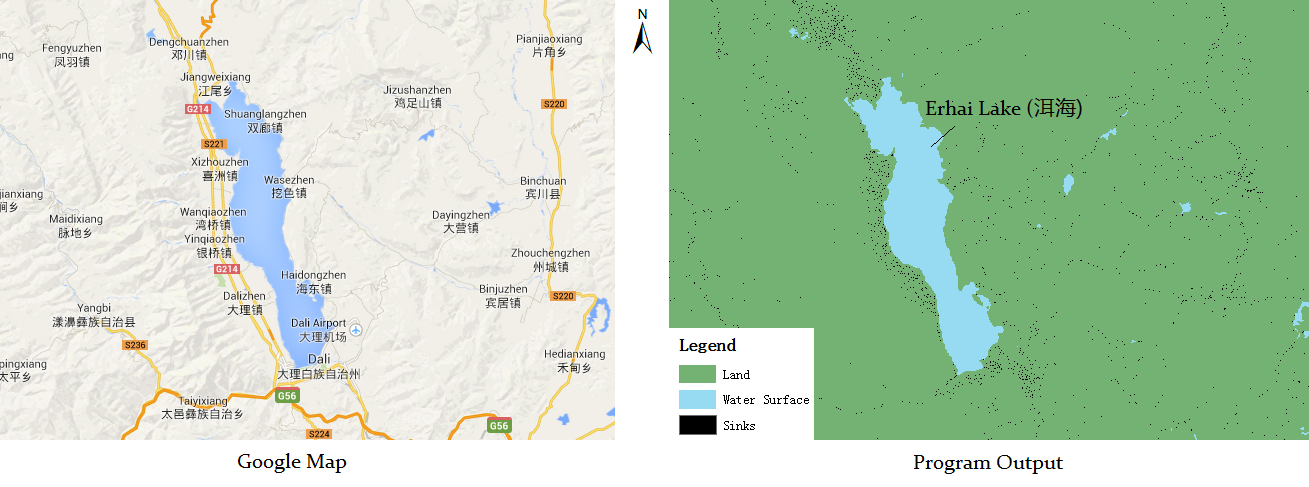 Dengchuanzhen
邓川镇
Fengyuzhen
凤羽镇
Pianjiaoxiang
片角乡
ng
Jiangweixiang
江尾乡
Jizushanzhen
鸡足山镇
G214
S220
Shuanglangzhen
双廊镇
S221
Xizhouzhen
喜洲镇
Wasezhen
挖色镇
Binchuan
宾川县
jianxiang
涧乡
Maidixiang
脉地乡
Wanqiaozhen
湾桥镇
Dayingzhen
大营镇
Yinqiaozhen
银桥镇
Zhouchengzhen
州城镇
G214
Haidongzhen
海东镇
Binjuzhen
宾居镇
Dalizhen
大理镇
S220
Yangbi
漾濞彝族自治县
Dali Airport
大理机场
S236
Hedianxiang
禾甸乡
pingxiang
太平乡
Dali
大理白族自治州
Taiyixiang
太邑彝族自治乡
G56
G56
S224
Google Map
N
Erhai Lake (洱海)
Legend
Land
Water Surface
Sinks
Program Output